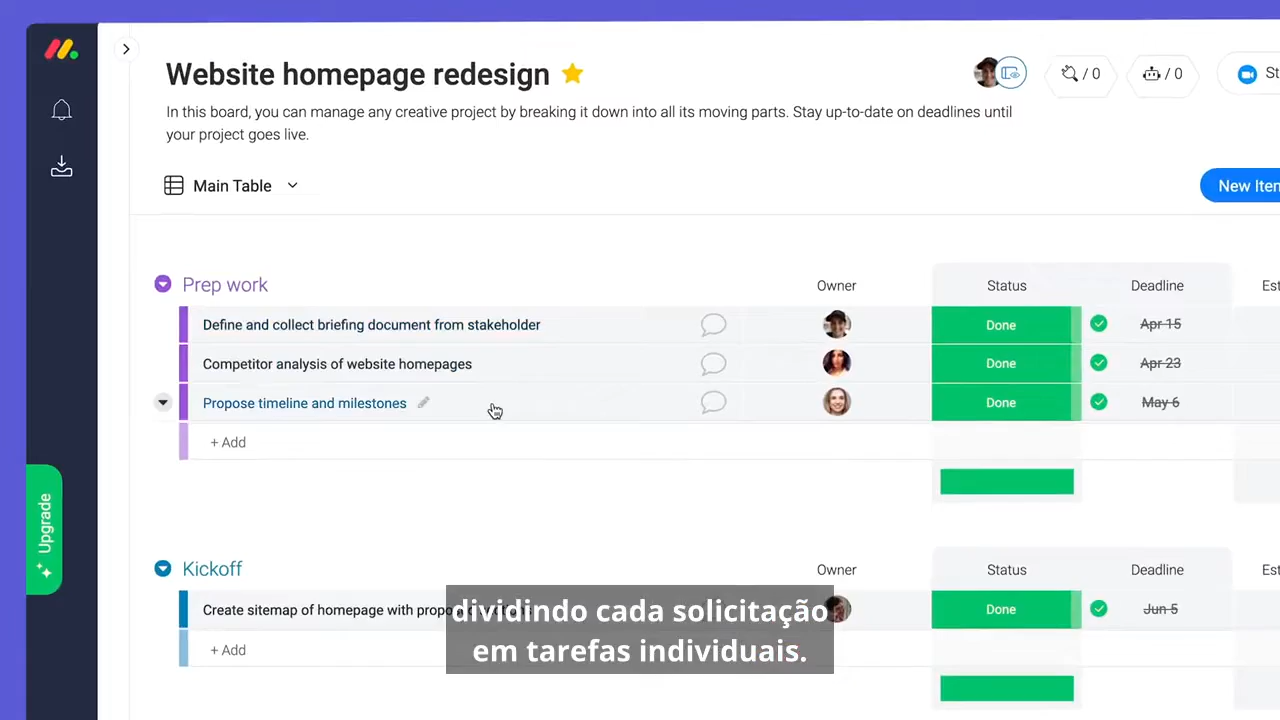 Website homepage redesign
/ 0
/ 0
In this board, you can manage any creative project by breaking it down into all its moving parts. Stay up-to-date on deadlines until
your project goes live.
Main Table
Prep work
Owner
Status
Deadline
Define and collect briefing document from stakeholder
Done
Apr 15
Competitor analysis of website homepages
Done
Apr 23
Propose timeline and milestones
Done
May 6
+ Add
Upgrade
Kickoff
Owner
Status
Deadline
Create sitemap of homepage with
Done
Jun 5
+ Add
dividindo cada solicitação
em tarefas individuais.